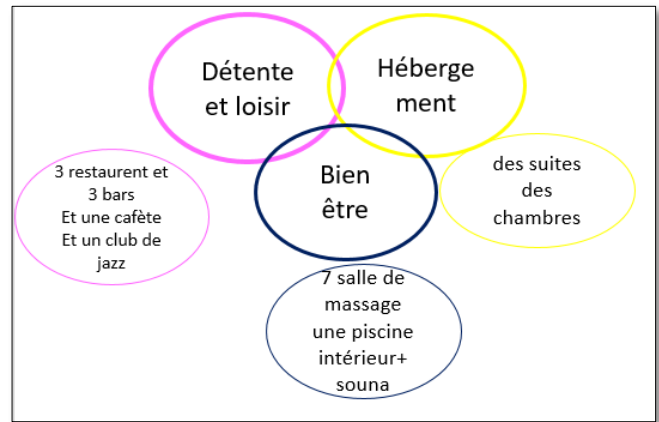 Détente
et loisir
Héberge
ment
Bien
être
3 restaurent et
3 bars
Et une cafète
Et un club de
jazz
des suites
des
chambres
7 salle de
massage
une piscine
intérieur+
souna